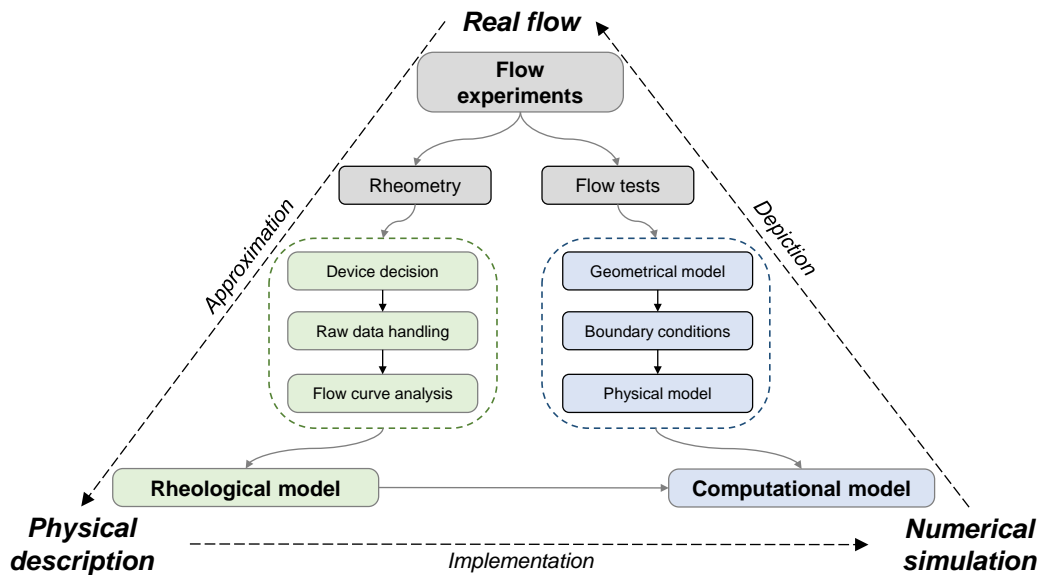 Real flow
Flow
experiments
Rheometry
Flow tests
Approximation
Depiction
Device decision
Raw data handling
Flow curve analysis
Geometrical model
Boundary conditions
Physical model
Rheological model
Computational model
Physical
description
Implementation
Numerical
simulation